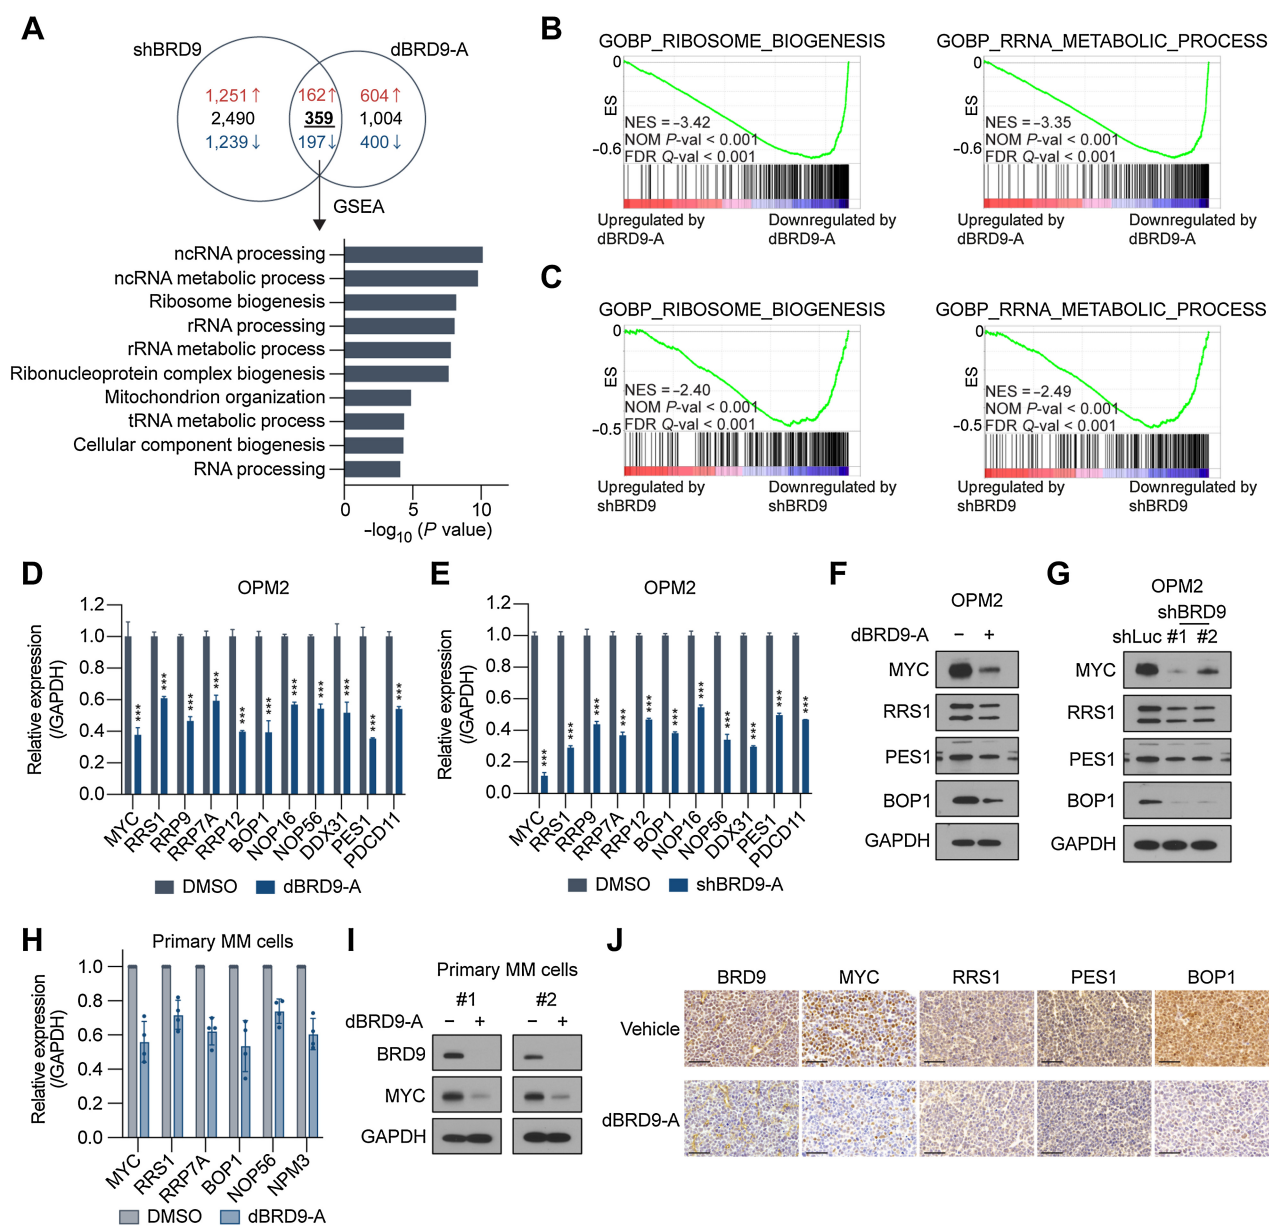 A
shBRD9
dBRD9-A
1,251↑
162↑
604↑
2,490
359
1,004
1,239↓
197↓
400↓
GSEA
ncRNA processing
ncRNA metabolic process
Ribosome biogenesis
rRNA processing
rRNA metabolic process
Ribonucleoprotein complex biogenesis
Mitochondrion organization
tRNA metabolic process
Cellular component biogenesis
RNA processing
0
5
10
–log10 (P value)
B
GOBP_RIBOSOME_BIOGENESIS
0
ES
–0.6
NES = –3.42
NOM P-val < 0.001
FDR Q-val < 0.001
Upregulated by
dBRD9-A
Downregulated by
dBRD9-A
GOBP_RRNA_METABOLIC_PROCESS
0
ES
–0.6
NES = –3.35
NOM P-val < 0.001
FDR Q-val < 0.001
Upregulated by
dBRD9-A
Downregulated by
dBRD9-A
C
GOBP_RIBOSOME_BIOGENESIS
0
ES
–0.5
NES = –2.40
NOM P-val < 0.001
FDR Q-val < 0.001
Upregulated by
shBRD9
Downregulated by
shBRD9
GOBP_RRNA_METABOLIC_PROCESS
0
ES
–0.5
NES = –2.49
NOM P-val < 0.001
FDR Q-val < 0.001
Upregulated by
shBRD9
Downregulated by
shBRD9
D
OPM2
Relative expression
(/GAPDH)
1.2
1.0
0.8
0.6
0.4
0.2
0.0
***
***
***
***
***
***
***
***
***
***
***
MYC
RRS1
RRP9
RRP7A
RRP12
BOP1
NOP16
NOP56
DDX31
PES1
PDCD11
DMSO
dBRD9-A
E
OPM2
Relative expression
(/GAPDH)
1.2
1.0
0.8
0.6
0.4
0.2
0.0
***
***
***
***
***
***
***
***
***
***
***
MYC
RRS1
RRP9
RRP7A
RRP12
BOP1
NOP16
NOP56
DDX31
PES1
PDCD11
DMSO
shBRD9-A
F
OPM2
dBRD9-A
– +
MYC
RRS1
PES1
BOP1
GAPDH
G
OPM2
shBRD9
shLuc #1 #2
MYC
RRS1
PES1
BOP1
GAPDH
H
Primary MM cells
Relative expression
(/GAPDH)
1.0
0.8
0.6
0.4
0.2
0.0
MYC
RRS1
RRP7A
BOP1
NOP56
NPM3
DMSO
dBRD9-A
I
Primary MM cells
#1
#2
dBRD9-A
– +
– +
BRD9
MYC
GAPDH
J
BRD9
MYC
RRS1
PES1
BOP1
Vehicle
dBRD9-A